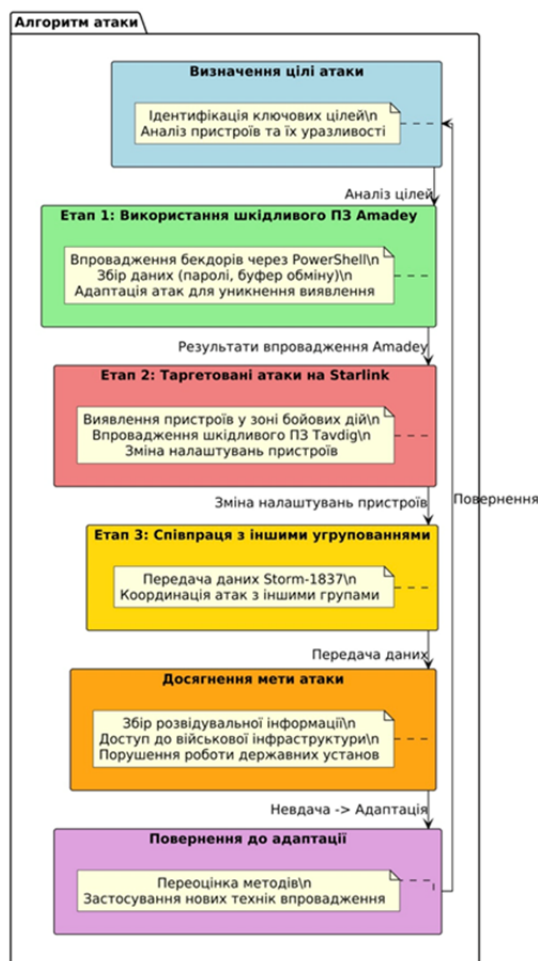 Алгоритм атаки
Визначення цілі атаки
Ідентифікація ключових цілей\n
Аналіз пристроїв та їх уразливості
Аналіз цілей
Етап 1: Використання шкідливого ПЗ Amadey
Впровадження бекдорів через PowerShell\n
Збір даних (паролі, буфер обміну)\n
Адаптація атак для уникнення виявлення
Результати впровадження Amadey
Етап 2: Таргетовані атаки на Starlink
Виявлення пристроїв у зоні бойових дій\n
Впровадження шкідливого ПЗ Tavdig\n
Зміна налаштувань пристроїв
Зміна налаштувань пристроїв
Повернення
Етап 3: Співпраця з іншими угрупованнями
Передача даних Storm-1837\n
Координація атак з іншими групами
Передача даних
Досягнення мети атаки
Збір розвідувальної інформації\n
Доступ до військової інфраструктури\n
Порушення роботи державних установ
Невдача -> Адаптація
Повернення до адаптації
Переоцінка методів\n
Застосування нових технік впровадження